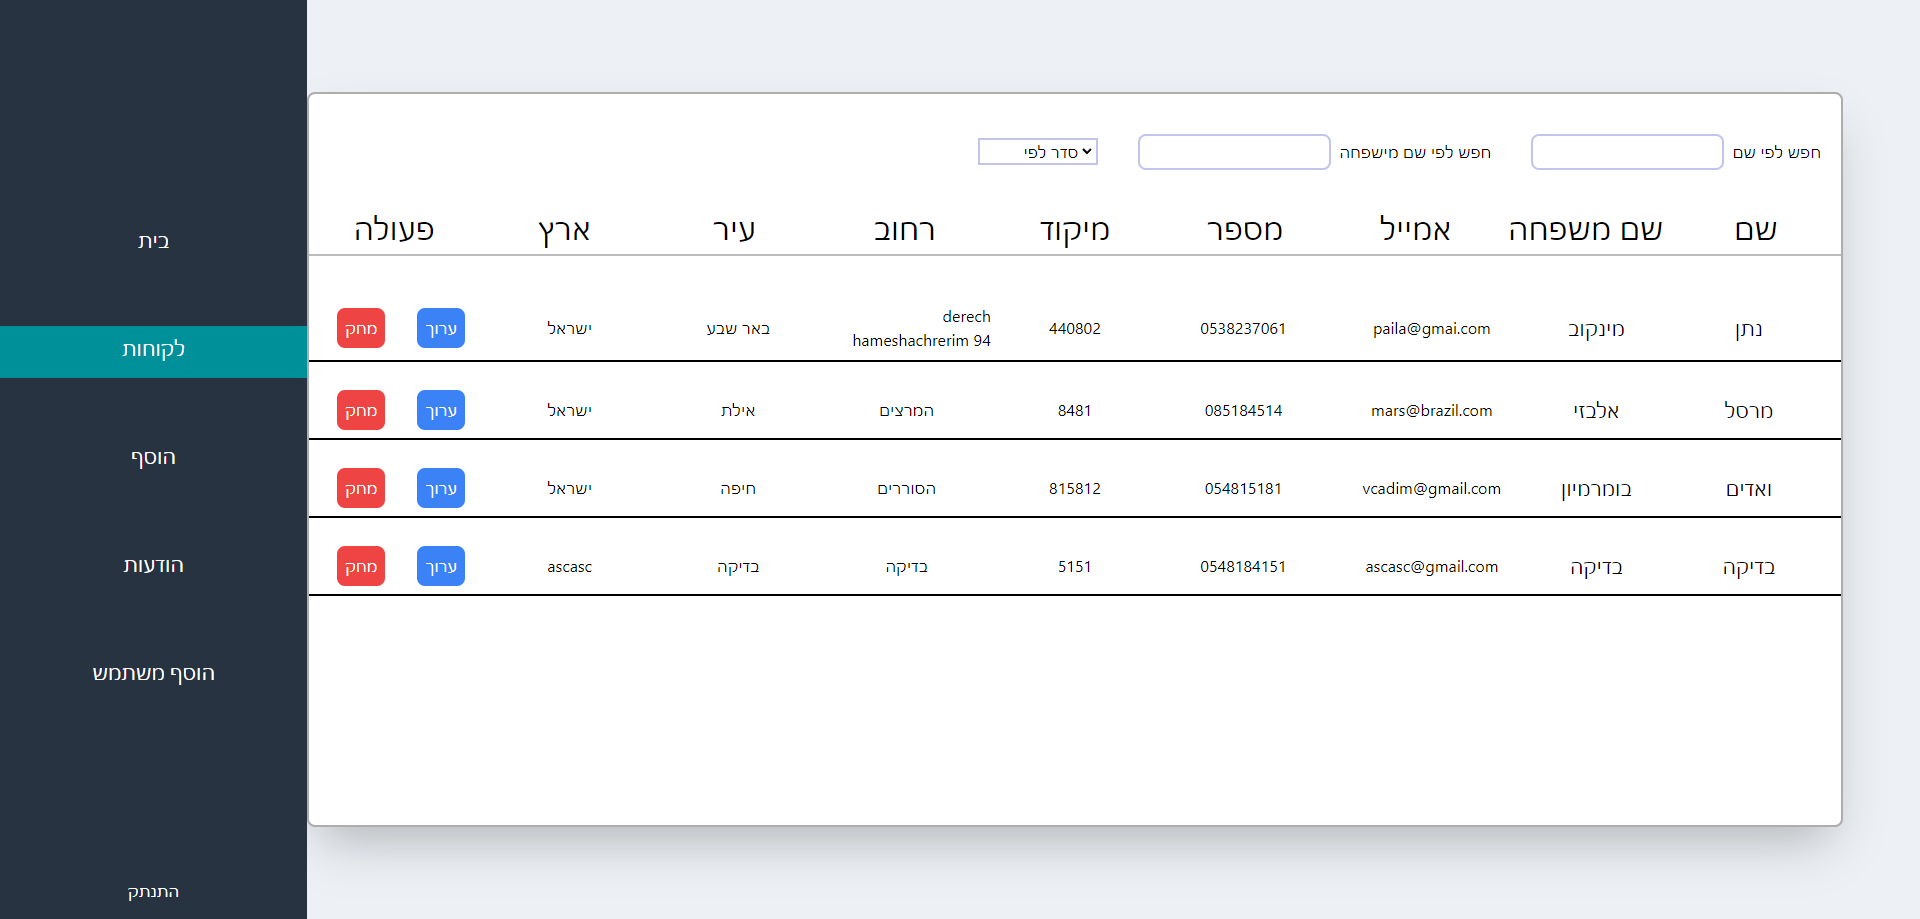 בית
לקוחות
הוסף
הודעות
הוסף משתמש
התנתק
חפש לפי שם
חפש לפי שם מישפחה
סדר לפי
שם שם משפחה אמייל מספר מיקוד רחוב עיר ארץ פעולה
נתן מינקוב paila@gmai.com 0538237061 440802 derech
hameshachrerim 94 באר שבע ישראל ערוך מחק
מרסל אלבזי mars@brazil.com 085184514 8481 המרצים אילת ישראל ערוך מחק
ואדים בומרמיון vcadim@gmail.com 054815181 815812 הסוררים חיפה ישראל ערוך מחק
בדיקה בדיקה ascasc@gmail.com 0548184151 5151 בדיקה בדיקה ascasc ערוך מחק